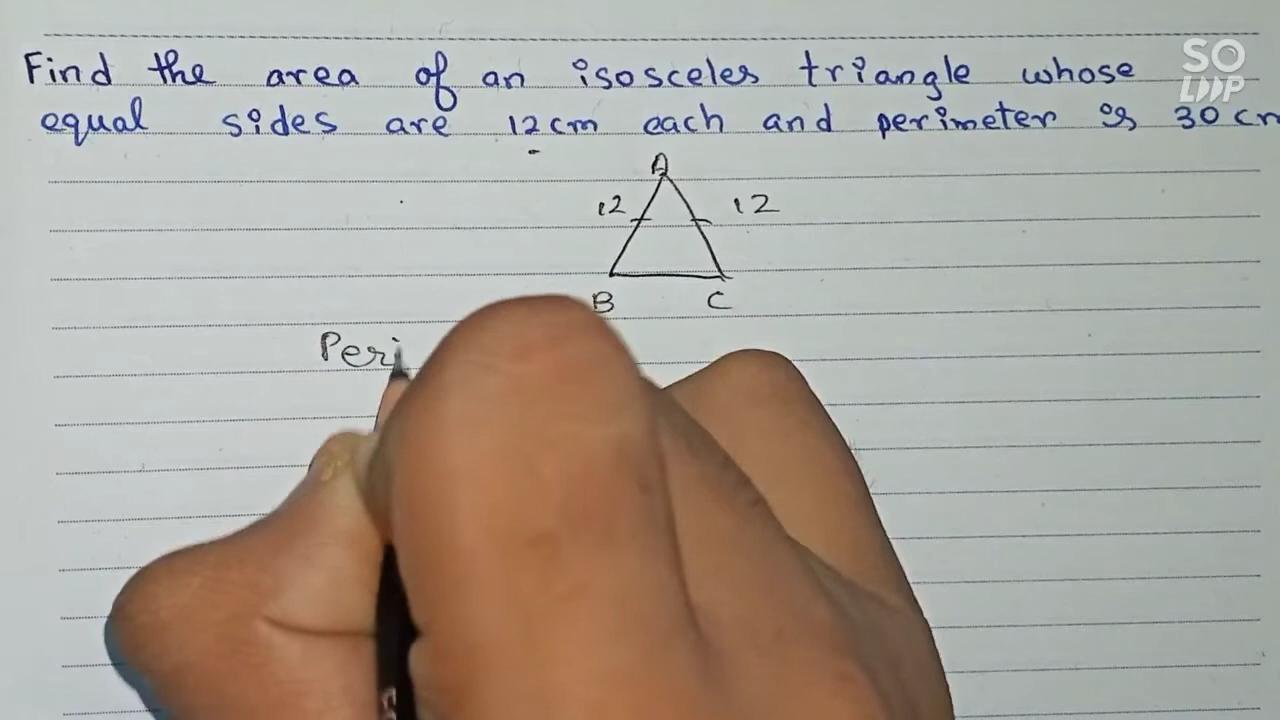 SO
LOOP
Find the area of an isosceles triangle whose
equal sides are 12cm each and perimeter is 30 cm
A
12 12
B C
Peri